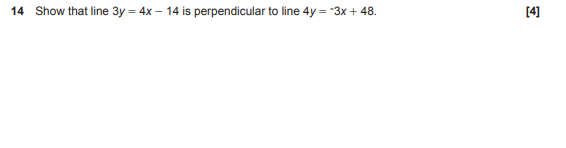 14 Show that line 3y = 4x – 14 is perpendicular to line 4y = ⁻3x + 48. [4]